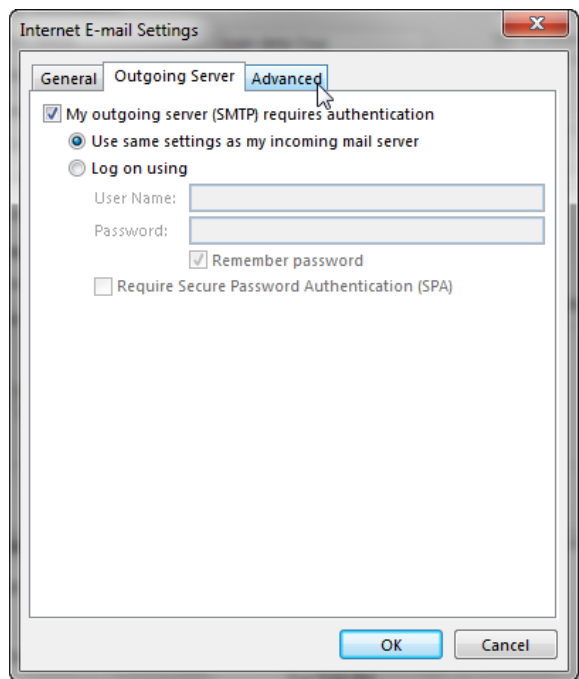 Internet E-mail Settings
General Outgoing Server Advanced
My outgoing server (SMTP) requires authentication
Use same settings as my incoming mail server
Log on using
User Name:
Password:
Remember password
Require Secure Password Authentication (SPA)
OK Cancel